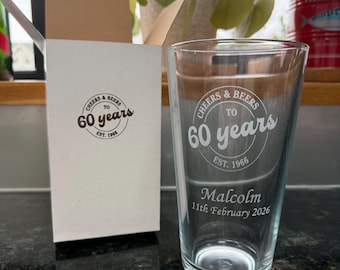 CHEERS & BEERS
TO
60 years
EST. 1966
CHEERS & BEERS
TO
60 years
EST. 1966
Malcolm
11th February 2026